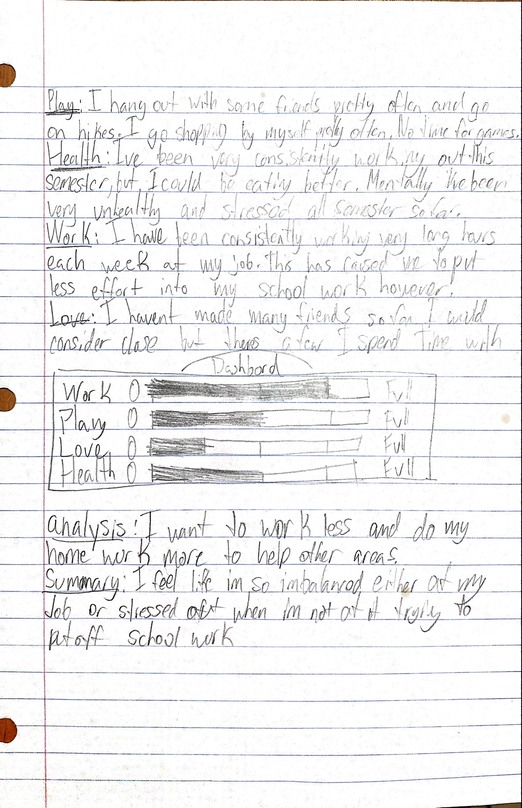 Play: I hang out with some friends pretty often and go
on hikes. I go shopping by myself pretty often. No time for games.
Health: Ive been very consistently working out this
semester, but, I could be eating better. Mentally I've been
very unhealthy and stressed all semester so far.
Work: I have been consistently working very long hours
each week at my job. This has caused me to put
less effort into my school work however.
Love: I havent made many friends so far I would
consider close but theres a few I spend time with
Dashbord
Work 0 Full
Play 0 Full
Love 0 Full
Health 0 Full
analysis: I want to work less and do my
home work more to help other areas.
Summary: I feel life im so imbalanced either at my
Job or stressed out when im not at it trying to
put off school work